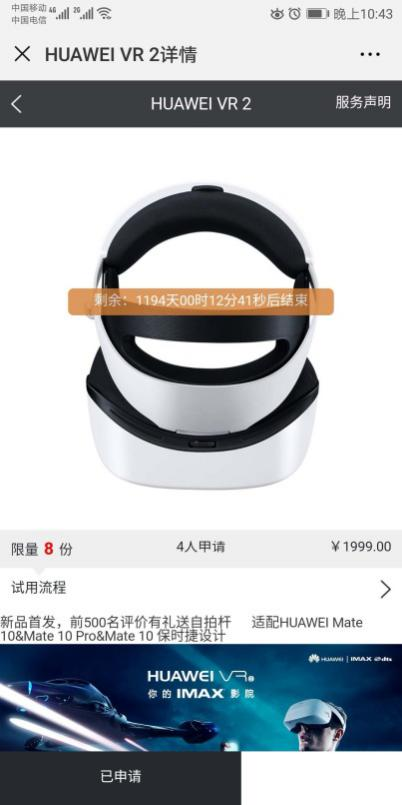 中国移动 4G 2G 晚上10:43
中国电信
HUAWEI VR 2详情
HUAWEI VR 2
服务声明
剩余：1194天00时12分41秒后结束
限量 8 份
4人申请
￥1999.00
试用流程
新品首发，前500名评价有礼送自拍杆 适配HUAWEI Mate
10&Mate 10 Pro&Mate 10 保时捷设计
HUAWEI | IMAX dts
HUAWEI VR 2
你的 IMAX 影院
已申请